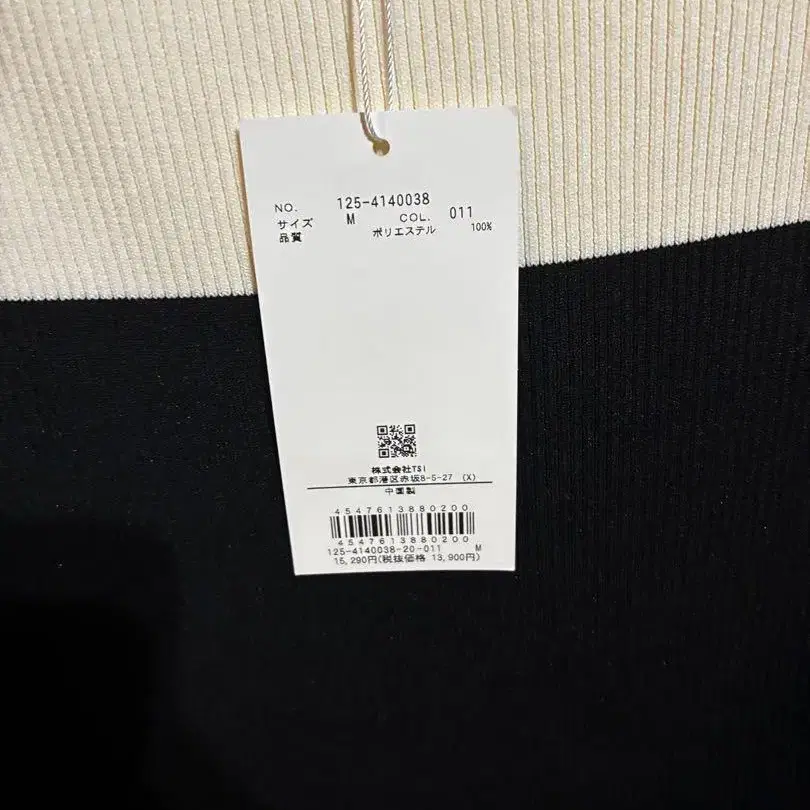 NO. 125-4140038
サイズ M COL. 011
品質 ポリエステル 100%
株式会社TSI
東京都港区赤坂8-5-27 (X)
中国製
4547613880200
4547613880200
125-4140038-20-011 M
15,290円(税抜価格 13,900円)